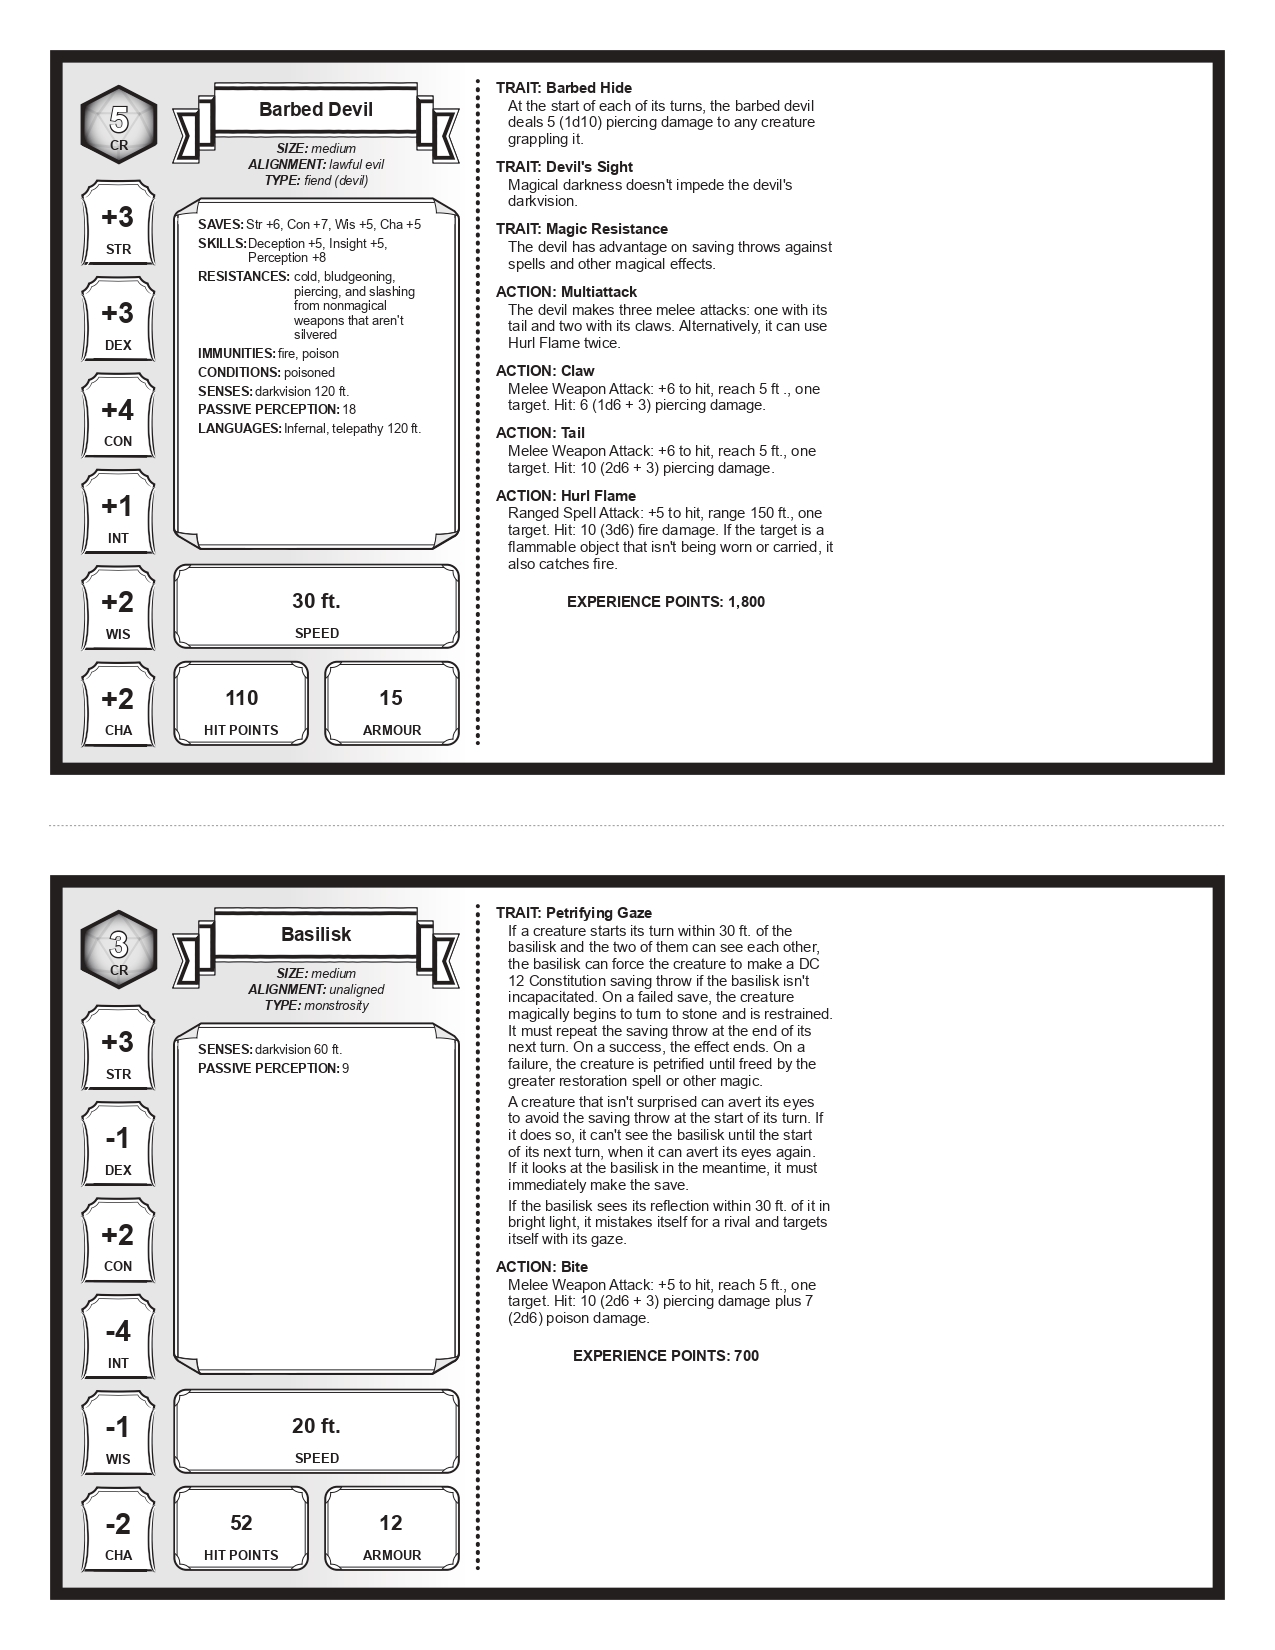 5
CR
Barbed Devil
SIZE: medium
ALIGNMENT: lawful evil
TYPE: fiend (devil)
+3
STR
+3
DEX
+4
CON
+1
INT
+2
WIS
+2
CHA
SAVES: Str +6, Con +7, Wis +5, Cha +5
SKILLS: Deception +5, Insight +5,
Perception +8
RESISTANCES: cold, bludgeoning,
piercing, and slashing
from nonmagical
weapons that aren't
silvered
IMMUNITIES: fire, poison
CONDITIONS: poisoned
SENSES: darkvision 120 ft.
PASSIVE PERCEPTION: 18
LANGUAGES: Infernal, telepathy 120 ft.
30 ft.
SPEED
110
HIT POINTS
15
ARMOUR
TRAIT: Barbed Hide
At the start of each of its turns, the barbed devil
deals 5 (1d10) piercing damage to any creature
grappling it.
TRAIT: Devil's Sight
Magical darkness doesn't impede the devil's
darkvision.
TRAIT: Magic Resistance
The devil has advantage on saving throws against
spells and other magical effects.
ACTION: Multiattack
The devil makes three melee attacks: one with its
tail and two with its claws. Alternatively, it can use
Hurl Flame twice.
ACTION: Claw
Melee Weapon Attack: +6 to hit, reach 5 ft ., one
target. Hit: 6 (1d6 + 3) piercing damage.
ACTION: Tail
Melee Weapon Attack: +6 to hit, reach 5 ft., one
target. Hit: 10 (2d6 + 3) piercing damage.
ACTION: Hurl Flame
Ranged Spell Attack: +5 to hit, range 150 ft., one
target. Hit: 10 (3d6) fire damage. If the target is a
flammable object that isn't being worn or carried, it
also catches fire.
EXPERIENCE POINTS: 1,800
3
CR
Basilisk
SIZE: medium
ALIGNMENT: unaligned
TYPE: monstrosity
+3
STR
-1
DEX
+2
CON
-4
INT
-1
WIS
-2
CHA
SENSES: darkvision 60 ft.
PASSIVE PERCEPTION: 9
20 ft.
SPEED
52
HIT POINTS
12
ARMOUR
TRAIT: Petrifying Gaze
If a creature starts its turn within 30 ft. of the
basilisk and the two of them can see each other,
the basilisk can force the creature to make a DC
12 Constitution saving throw if the basilisk isn't
incapacitated. On a failed save, the creature
magically begins to turn to stone and is restrained.
It must repeat the saving throw at the end of its
next turn. On a success, the effect ends. On a
failure, the creature is petrified until freed by the
greater restoration spell or other magic.
A creature that isn't surprised can avert its eyes
to avoid the saving throw at the start of its turn. If
it does so, it can't see the basilisk until the start
of its next turn, when it can avert its eyes again.
If it looks at the basilisk in the meantime, it must
immediately make the save.
If the basilisk sees its reflection within 30 ft. of it in
bright light, it mistakes itself for a rival and targets
itself with its gaze.
ACTION: Bite
Melee Weapon Attack: +5 to hit, reach 5 ft., one
target. Hit: 10 (2d6 + 3) piercing damage plus 7
(2d6) poison damage.
EXPERIENCE POINTS: 700